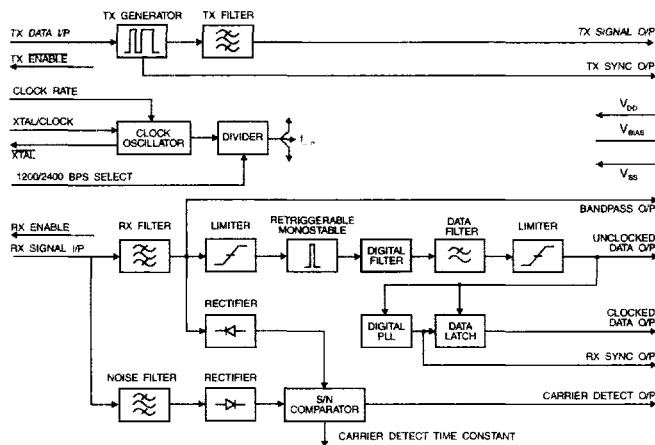 TX GENERATOR
TX FILTER
TX DATA I/P
TX SIGNAL O/P
TX ENABLE
TX SYNC O/P
CLOCK RATE
XTAL/CLOCK
CLOCK
OSCILLATOR
DIVIDER
XTAL
1200/2400 BPS SELECT
VDD
VBIAS
VSS
BANDPASS O/P
RX ENABLE
RX SIGNAL I/P
RX FILTER
LIMITER
RETRIGGERABLE
MONOSTABLE
DIGITAL
FILTER
DATA
FILTER
LIMITER
UNCLOCKED
DATA O/P
RECTIFIER
DIGITAL
PLL
DATA
LATCH
CLOCKED
DATA O/P
RX SYNC O/P
NOISE FILTER
RECTIFIER
S/N
COMPARATOR
CARRIER DETECT O/P
CARRIER DETECT TIME CONSTANT